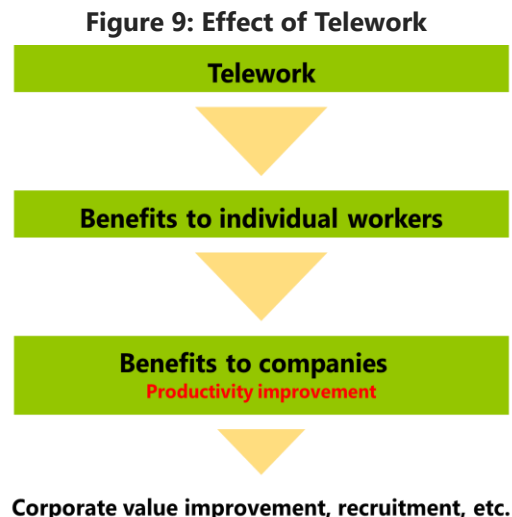 Figure 9: Effect of Telework
Telework
Benefits to individual workers
Benefits to companies
Productivity improvement
Corporate value improvement, recruitment, etc.